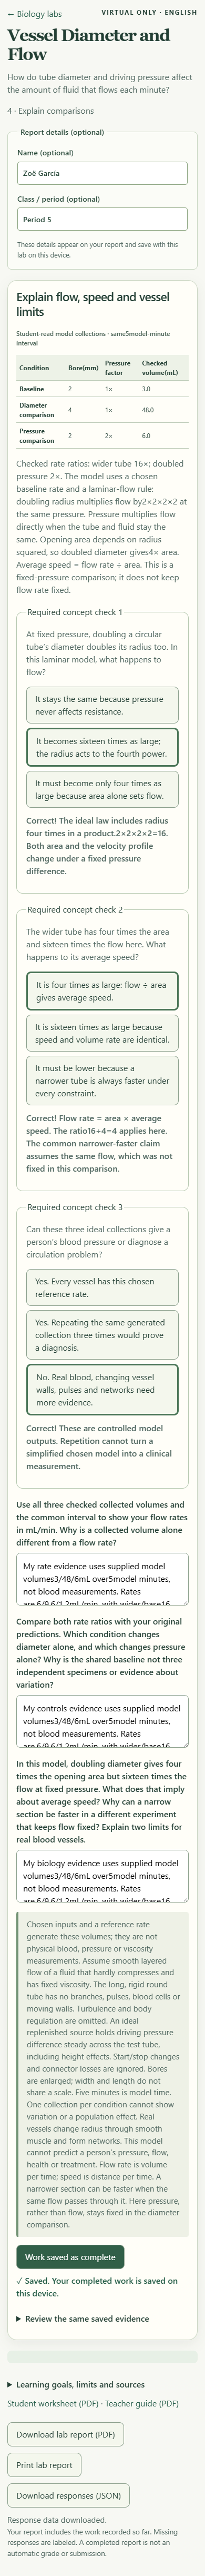 ← Biology labs
VIRTUAL ONLY · ENGLISH
Vessel Diameter and
Flow
How do tube diameter and driving pressure affect
the amount of fluid that flows each minute?
4 · Explain comparisons
Report details (optional)
Name (optional)
Zoë García
Class / period (optional)
Period 5
These details appear on your report and save with this
lab on this device.
Explain flow, speed and vessel
limits
Student-read model collections · same5model-minute
interval
Condition Bore(mm) Pressure factor Checked volume(mL)
Baseline 2 1× 3.0
Diameter comparison 4 1× 48.0
Pressure comparison 2 2× 6.0
Checked rate ratios: wider tube 16×; doubled
pressure 2×. The model uses a chosen
baseline rate and a laminar-flow rule:
doubling radius multiplies flow by2×2×2×2 at
the same pressure. Pressure multiplies flow
directly when the tube and fluid stay the
same. Opening area depends on radius
squared, so doubled diameter gives4× area.
Average speed = flow rate ÷ area. This is a
fixed-pressure comparison; it does not keep
flow rate fixed.
Required concept check 1
At fixed pressure, doubling a circular
tube's diameter doubles its radius too. In
this laminar model, what happens to
flow?
It stays the same because pressure
never affects resistance.
It becomes sixteen times as large;
the radius acts to the fourth power.
It must become only four times as
large because area alone sets flow.
Correct! The ideal law includes radius
four times in a product.2×2×2×2=16.
Both area and the velocity profile
change under a fixed pressure
difference.
Required concept check 2
The wider tube has four times the area
and sixteen times the flow here. What
happens to its average speed?
It is four times as large: flow ÷ area
gives average speed.
It is sixteen times as large because
speed and volume rate are identical.
It must be lower because a
narrower tube is always faster under
every constraint.
Correct! Flow rate = area × average
speed. The ratio16÷4=4 applies here.
The common narrower-faster claim
assumes the same flow, which was not
fixed in this comparison.
Required concept check 3
Can these three ideal collections give a
person's blood pressure or diagnose a
circulation problem?
Yes. Every vessel has this chosen
reference rate.
Yes. Repeating the same generated
collection three times would prove
a diagnosis.
No. Real blood, changing vessel
walls, pulses and networks need
more evidence.
Correct! These are controlled model
outputs. Repetition cannot turn a
simplified chosen model into a clinical
measurement.
Use all three checked collected volumes and
the common interval to show your flow rates
in mL/min. Why is a collected volume alone
different from a flow rate?
My rate evidence uses supplied model
volumes3/48/6mL over5model minutes,
not blood measurements. Rates
are.6/9.6/1.2mL/min, with wider/base16
Compare both rate ratios with your original
predictions. Which condition changes
diameter alone, and which changes pressure
alone? Why is the shared baseline not three
independent specimens or evidence about
variation?
My controls evidence uses supplied model
volumes3/48/6mL over5model minutes,
not blood measurements. Rates
are.6/9.6/1.2mL/min, with wider/base16
In this model, doubling diameter gives four
times the opening area but sixteen times the
flow at fixed pressure. What does that imply
about average speed? Why can a narrow
section be faster in a different experiment
that keeps flow fixed? Explain two limits for
real blood vessels.
My biology evidence uses supplied model
volumes3/48/6mL over5model minutes,
not blood measurements. Rates
are.6/9.6/1.2mL/min, with wider/base16
Chosen inputs and a reference rate
generate these volumes; they are not
physical blood, pressure or viscosity
measurements. Assume smooth layered
flow of a fluid that hardly compresses and
has fixed viscosity. The long, rigid round
tube has no branches, pulses, blood cells or
moving walls. Turbulence and body
regulation are omitted. An ideal
replenished source holds driving pressure
difference steady across the test tube,
including height effects. Start/stop changes
and connector losses are ignored. Bores
are enlarged; width and length do not
share a scale. Five minutes is model time.
One collection per condition cannot show
variation or a population effect. Real
vessels change radius through smooth
muscle and form networks. This model
cannot predict a person's pressure, flow,
health or treatment. Flow rate is volume
per time; speed is distance per time. A
narrower section can be faster when the
same flow passes through it. Here pressure,
rather than flow, stays fixed in the diameter
comparison.
Work saved as complete
✓ Saved. Your completed work is saved on
this device.
▶ Review the same saved evidence
▶ Learning goals, limits and sources
Student worksheet (PDF) · Teacher guide (PDF)
Download lab report (PDF)
Print lab report
Download responses (JSON)
Response data downloaded.
Your report includes the work recorded so far. Missing
responses are labeled. A completed report is not an
automatic grade or submission.